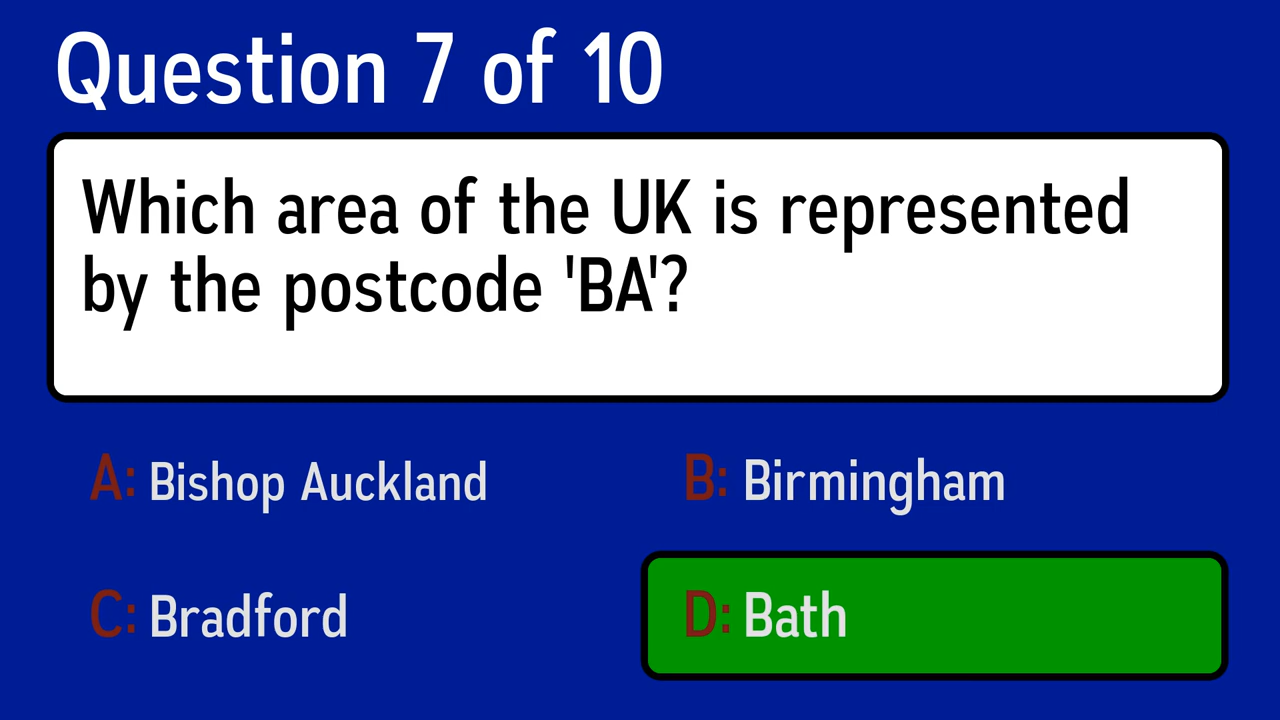 Question 7 of 10
Which area of the UK is represented
by the postcode 'BA'?
A: Bishop Auckland
B: Birmingham
C: Bradford
D: Bath